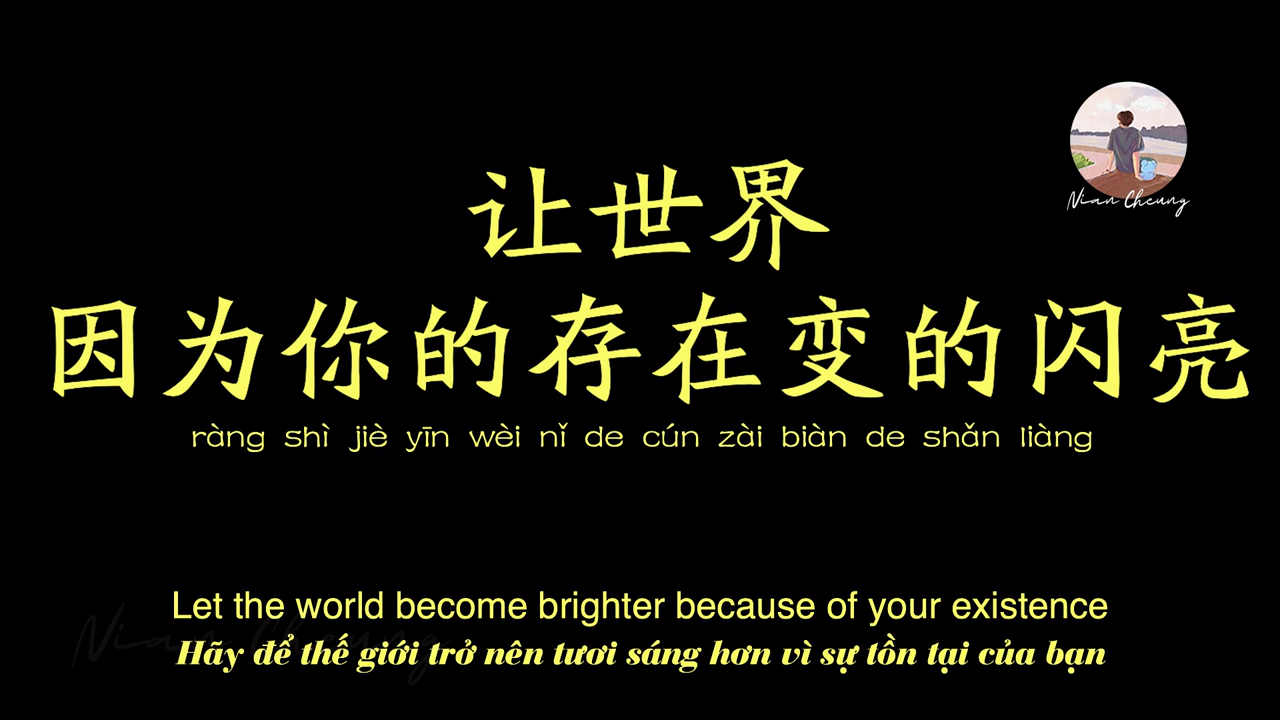 Nian Cheung
让世界
因为你的存在变的闪亮
ràng shì jiè yīn wèi nǐ de cún zài biàn de shǎn liàng
Let the world become brighter because of your existence
Nian Cheung
Hãy để thế giới trở nên tươi sáng hơn vì sự tồn tại của bạn